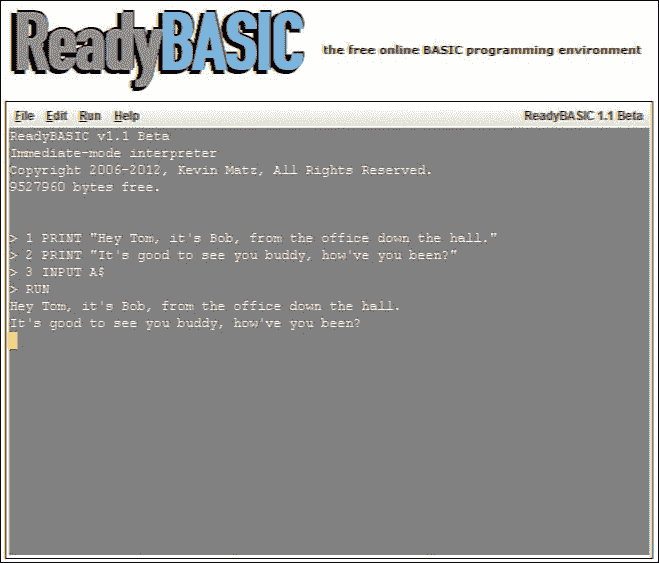 ReadyBASIC
the free online BASIC programming environment
File Edit Run Help ReadyBASIC 1.1 Beta
ReadyBASIC v1.1 Beta
Immediate-mode interpreter
Copyright 2006-2012, Kevin Matz, All Rights Reserved.
9527960 bytes free.
> 1 PRINT "Hey Tom, it's Bob, from the office down the hall."
> 2 PRINT "It's good to see you buddy, how've you been?"
> 3 INPUT A$
> RUN
Hey Tom, it's Bob, from the office down the hall.
It's good to see you buddy, how've you been?